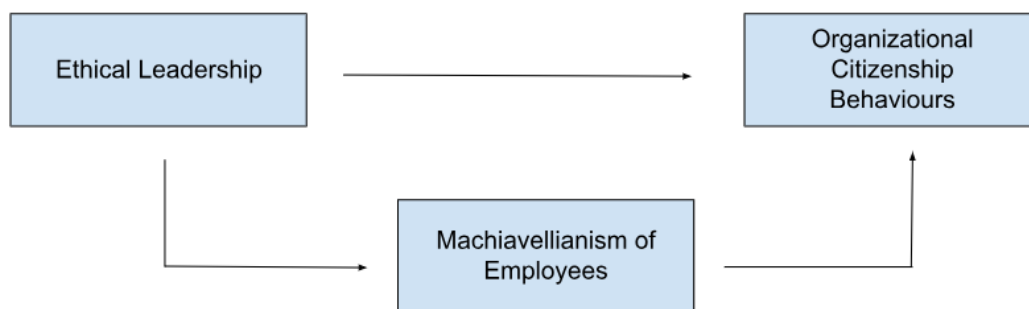 Ethical Leadership
Organizational
Citizenship
Behaviours
Machiavellianism of
Employees